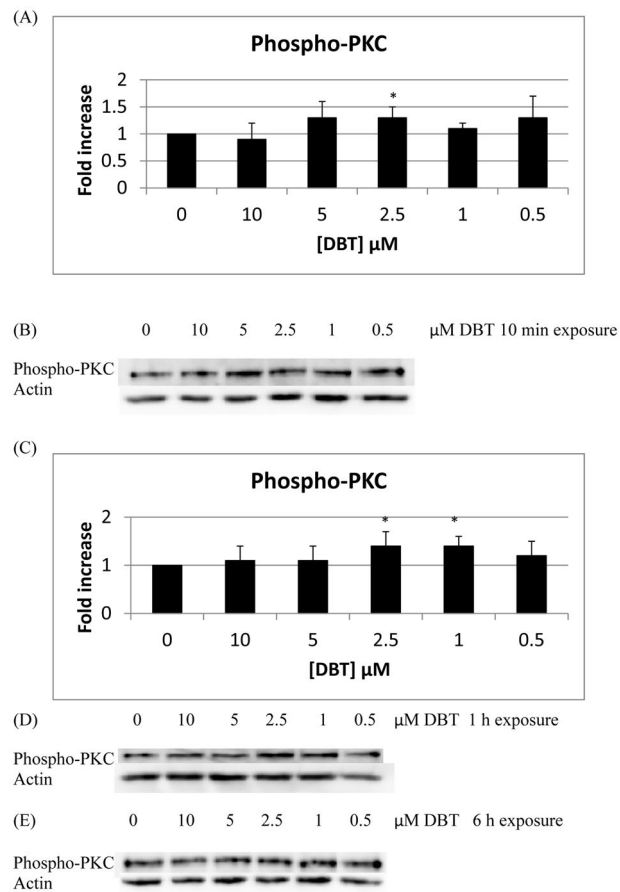 (A)
Phospho-PKC
Fold increase
2
1.5
1
0.5
0
*
0 10 5 2.5 1 0.5
[DBT] µM
(B) 0 10 5 2.5 1 0.5 µM DBT 10 min exposure
Phospho-PKC
Actin
(C)
Phospho-PKC
Fold increase
2
1
0
* *
0 10 5 2.5 1 0.5
[DBT] µM
(D) 0 10 5 2.5 1 0.5 µM DBT 1 h exposure
Phospho-PKC
Actin
(E) 0 10 5 2.5 1 0.5 µM DBT 6 h exposure
Phospho-PKC
Actin